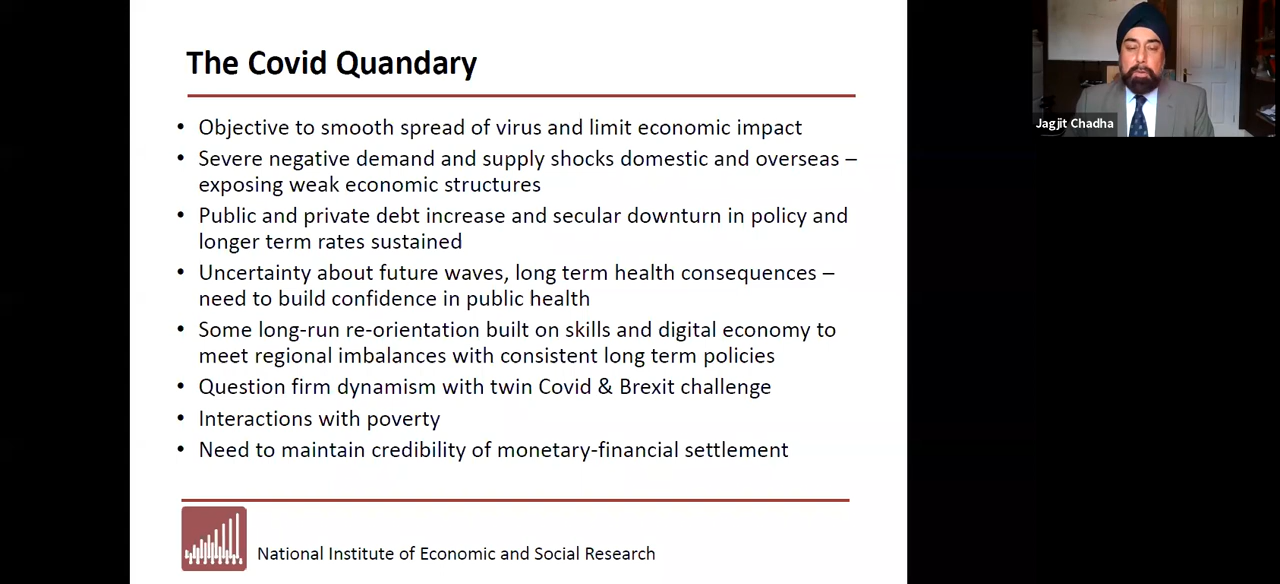 The Covid Quandary
• Objective to smooth spread of virus and limit economic impact
• Severe negative demand and supply shocks domestic and overseas –
exposing weak economic structures
• Public and private debt increase and secular downturn in policy and
longer term rates sustained
• Uncertainty about future waves, long term health consequences –
need to build confidence in public health
• Some long-run re-orientation built on skills and digital economy to
meet regional imbalances with consistent long term policies
• Question firm dynamism with twin Covid & Brexit challenge
• Interactions with poverty
• Need to maintain credibility of monetary-financial settlement
National Institute of Economic and Social Research
Jagjit Chadha